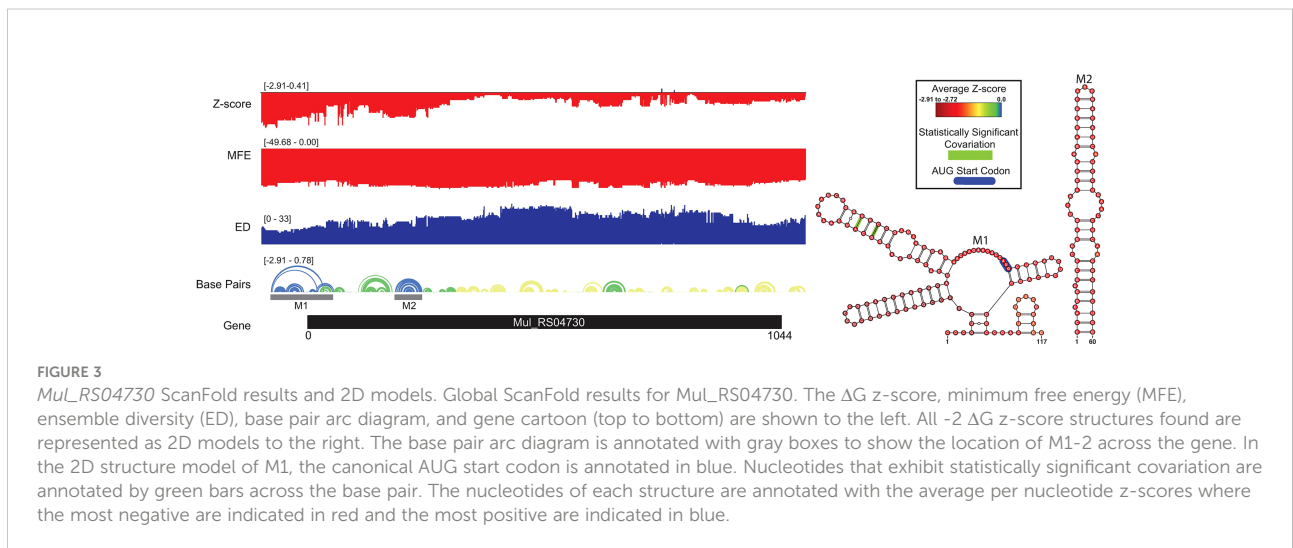 [-2.91-0.41]
Z-score
[-49.68 - 0.00]
MFE
[0 - 33]
ED
[-2.91 - 0.78]
Base Pairs
M1
M2
Gene
Mul_RS04730
0
1044
Average Z-score
-2.91 to -2.72
0.0
Statistically Significant
Covariation
AUG Start Codon
M1
1
117
M2
1
60
FIGURE 3
Mul_RS04730 ScanFold results and 2D models. Global ScanFold results for Mul_RS04730. The ΔG z-score, minimum free energy (MFE),
ensemble diversity (ED), base pair arc diagram, and gene cartoon (top to bottom) are shown to the left. All -2 ΔG z-score structures found are
represented as 2D models to the right. The base pair arc diagram is annotated with gray boxes to show the location of M1-2 across the gene. In
the 2D structure model of M1, the canonical AUG start codon is annotated in blue. Nucleotides that exhibit statistically significant covariation are
annotated by green bars across the base pair. The nucleotides of each structure are annotated with the average per nucleotide z-scores where
the most negative are indicated in red and the most positive are indicated in blue.